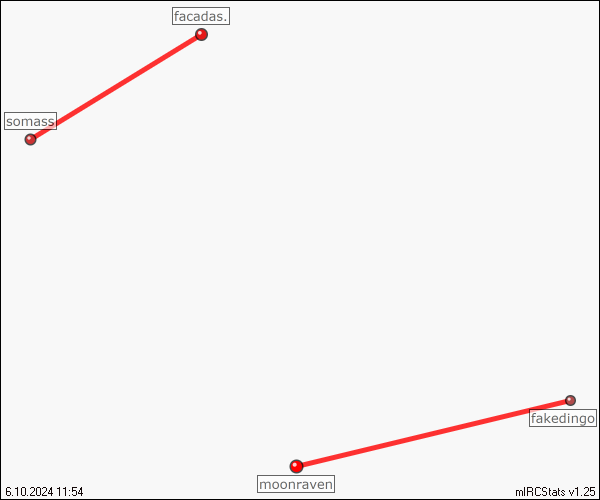 facadas.
somass
fakedingo
moonraven
6.10.2024 11:54
mIRCStats v1.25